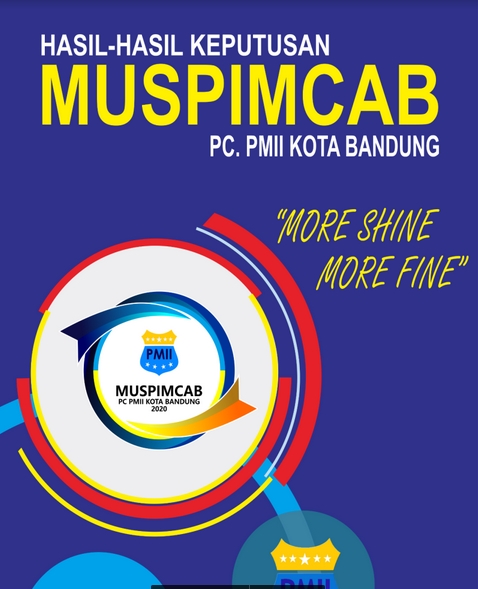 HASIL-HASIL KEPUTUSAN
MUSPIMCAB
PC. PMII KOTA BANDUNG
“MORE SHINE
MORE FINE”
PMII
MUSPIMCAB
PC PMII KOTA BANDUNG
2020
PMII